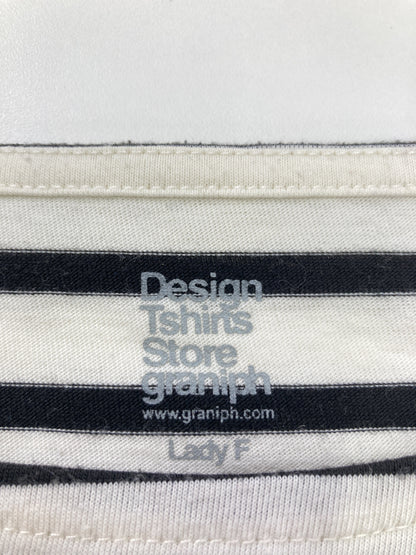 Design
Tshirts
Store
graniph
www.graniph.com
Lady F